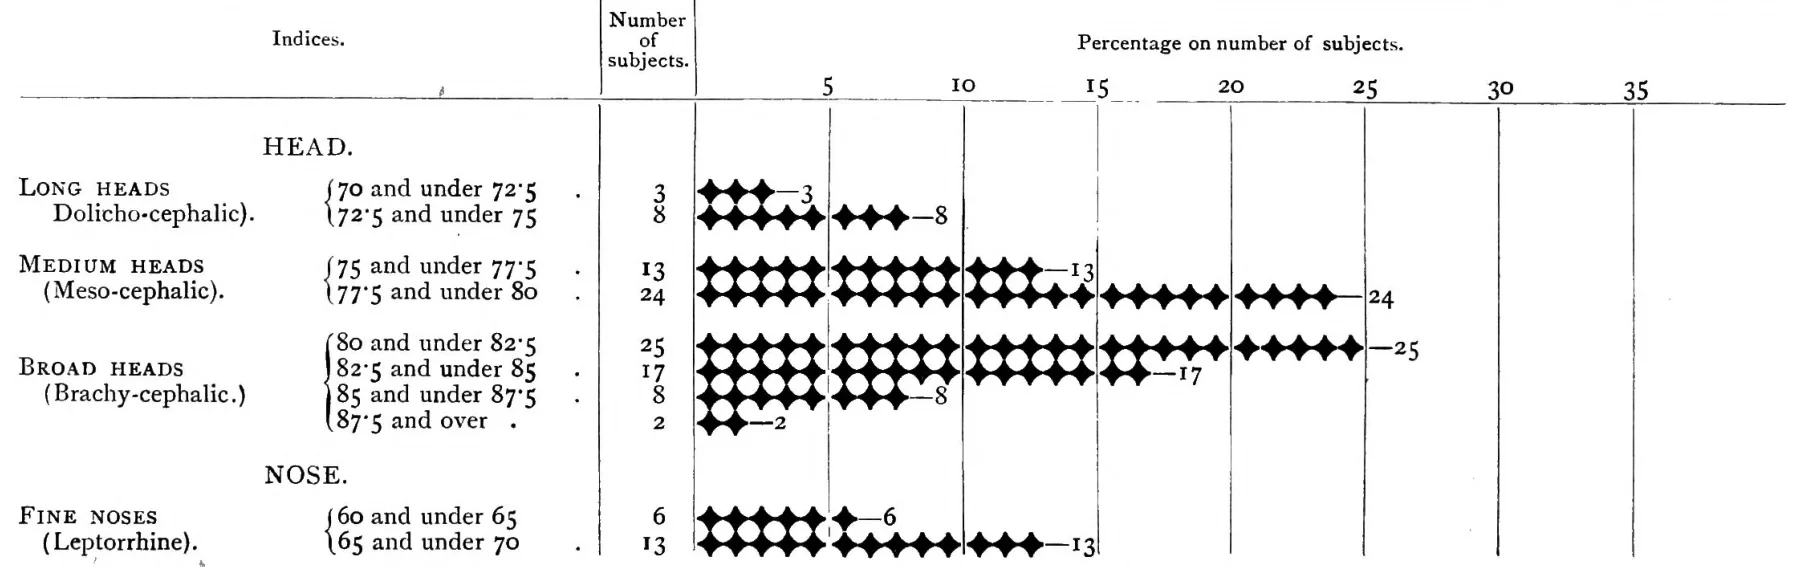 Indices.
Number
of
subjects.
Percentage on number of subjects.
5 10 15 20 25 30 35
HEAD.
LONG HEADS {70 and under 72·5 . 3 —3
Dolicho-cephalic). {72·5 and under 75 8 —8
MEDIUM HEADS {75 and under 77·5 . 13 —13
(Meso-cephalic). {77·5 and under 80 . 24 —24
80 and under 82·5 25 —25
BROAD HEADS {82·5 and under 85 . 17 —17
(Brachy-cephalic.) {85 and under 87·5 . 8 —8
87·5 and over . 2 —2
NOSE.
FINE NOSES {60 and under 65 6 —6
(Leptorrhine). {65 and under 70 . 13 —13